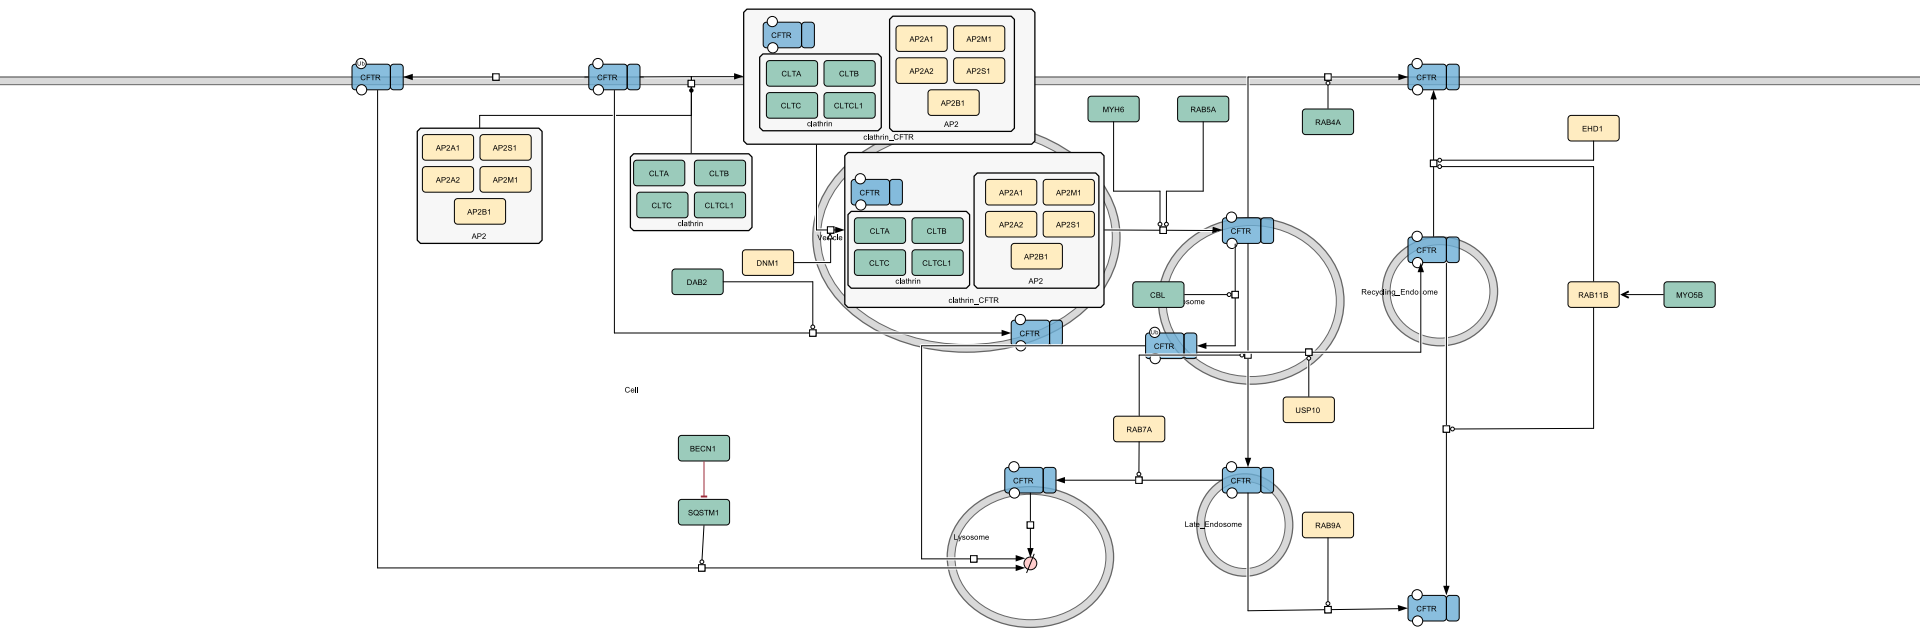 CFTR
AP2A1
AP2M1
CLTA
CLTB
AP2A2
AP2S1
CLTC
CLTCL1
AP2B1
clathrin
AP2
clathrin_CFTR
Ub
CFTR
CFTR
CFTR
MYH6
RAB5A
RAB4A
EHD1
AP2A1
AP2S1
AP2A2
AP2M1
AP2B1
AP2
CLTA
CLTB
CLTC
CLTCL1
clathrin
CFTR
AP2A1
AP2M1
CLTA
CLTB
AP2A2
AP2S1
CLTC
CLTCL1
AP2B1
clathrin
AP2
clathrin_CFTR
CFTR
CFTR
DNM1
DAB2
CBL
Recycling_Endosome
RAB11B
MYO5B
CFTR
Ub
CFTR
Cell
USP10
RAB7A
BECN1
CFTR
CFTR
SQSTM1
Late_Endosome
RAB9A
Lysosome
CFTR